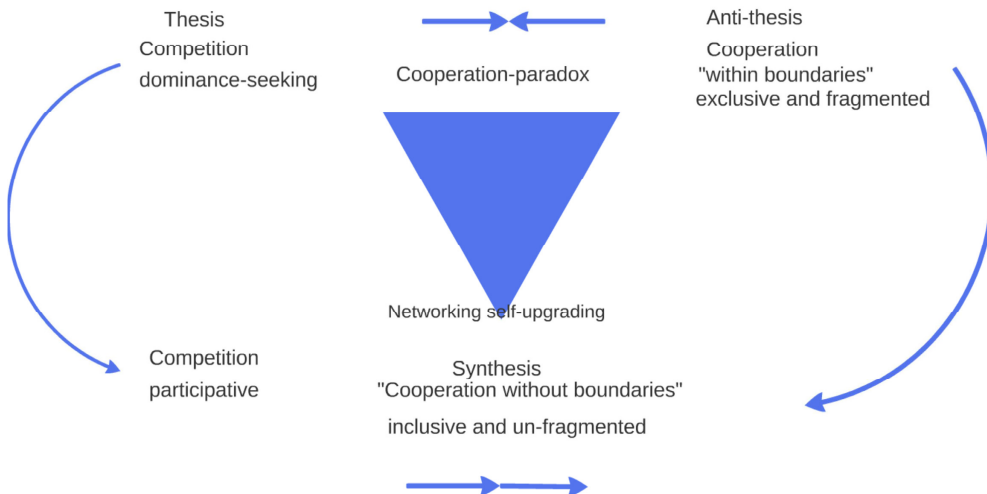 Thesis
Competition
dominance-seeking
Cooperation-paradox
Anti-thesis
Cooperation
"within boundaries"
exclusive and fragmented
Networking self-upgrading
Competition
participative
Synthesis
"Cooperation without boundaries"
inclusive and un-fragmented